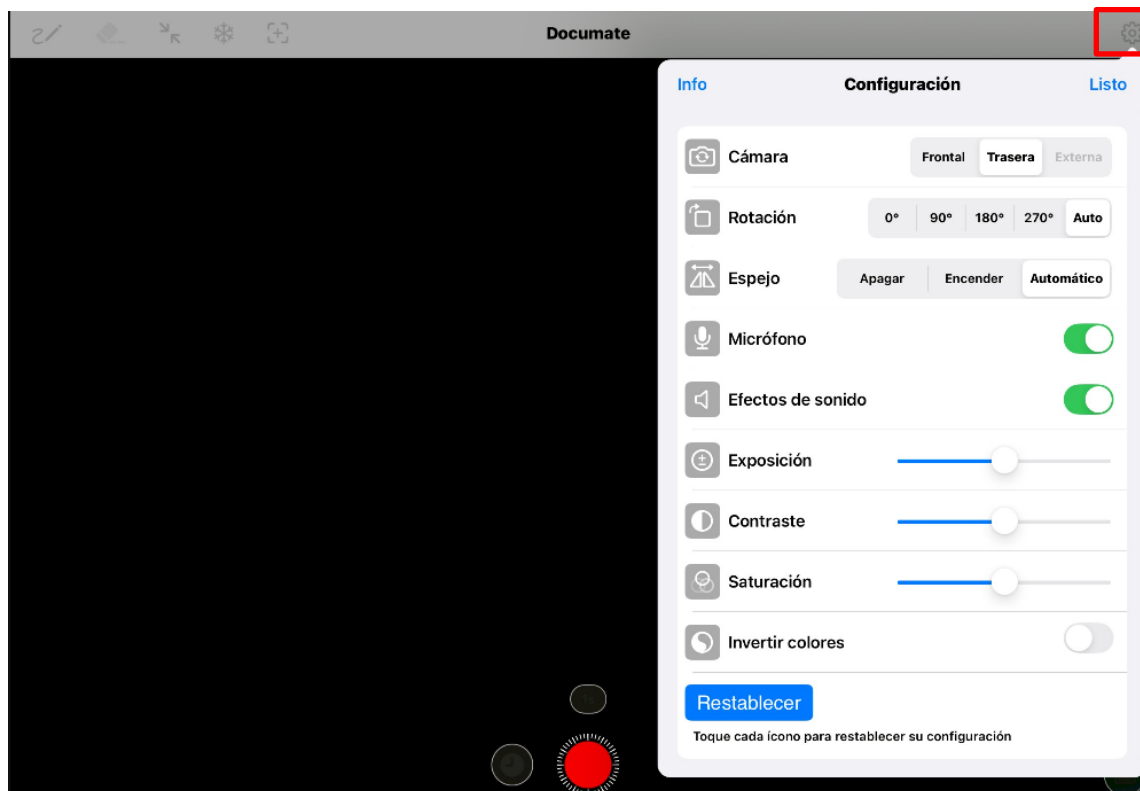 Documate
Info Configuración Listo
Cámara Frontal Trasera Externa
Rotación 0° 90° 180° 270° Auto
Espejo Apagar Encender Automático
Micrófono
Efectos de sonido
Exposición
Contraste
Saturación
Invertir colores
Restablecer
Toque cada ícono para restablecer su configuración